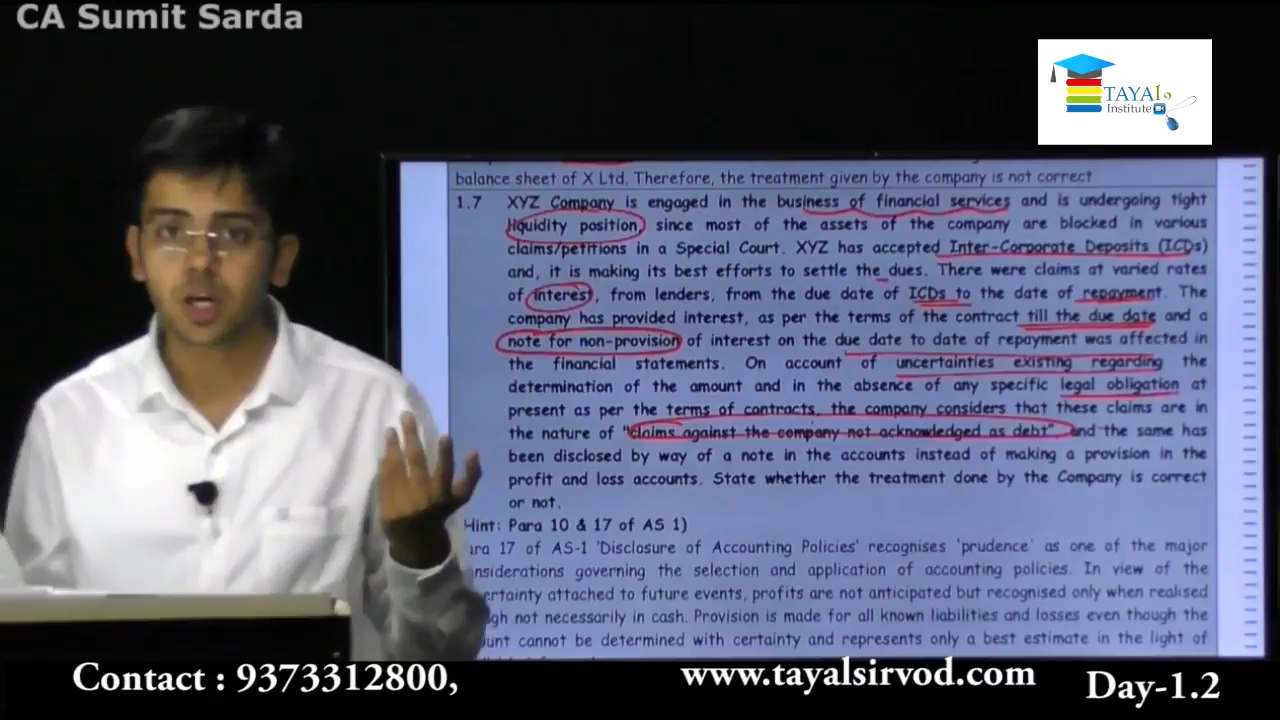 CA Sumit Sarda
TAYAls
Institute
balance sheet of X Ltd. Therefore, the treatment given by the company is not correct
1.7 XYZ Company is engaged in the business of financial services and is undergoing tight
liquidity position, since most of the assets of the company are blocked in various
claims/petitions in a Special Court. XYZ has accepted Inter-Corporate Deposits (ICDs)
and, it is making its best efforts to settle the dues. There were claims at varied rates
of interest, from lenders, from the due date of ICDs to the date of repayment. The
company has provided interest, as per the terms of the contract till the due date and a
note for non-provision of interest on the due date to date of repayment was affected in
the financial statements. On account of uncertainties existing regarding the
determination of the amount and in the absence of any specific legal obligation at
present as per the terms of contracts, the company considers that these claims are in
the nature of "claims against the company not acknowledged as debt" and the same has
been disclosed by way of a note in the accounts instead of making a provision in the
profit and loss accounts. State whether the treatment done by the Company is correct
or not.
Hint: Para 10 & 17 of AS 1)
ara 17 of AS-1 'Disclosure of Accounting Policies' recognises 'prudence' as one of the major
nsiderations governing the selection and application of accounting policies. In view of the
ertainty attached to future events, profits are not anticipated but recognised only when realised
ugh not necessarily in cash. Provision is made for all known liabilities and losses even though the
unt cannot be determined with certainty and represents only a best estimate in the light of
Contact : 9373312800,
www.tayalsirvod.com
Day-1.2